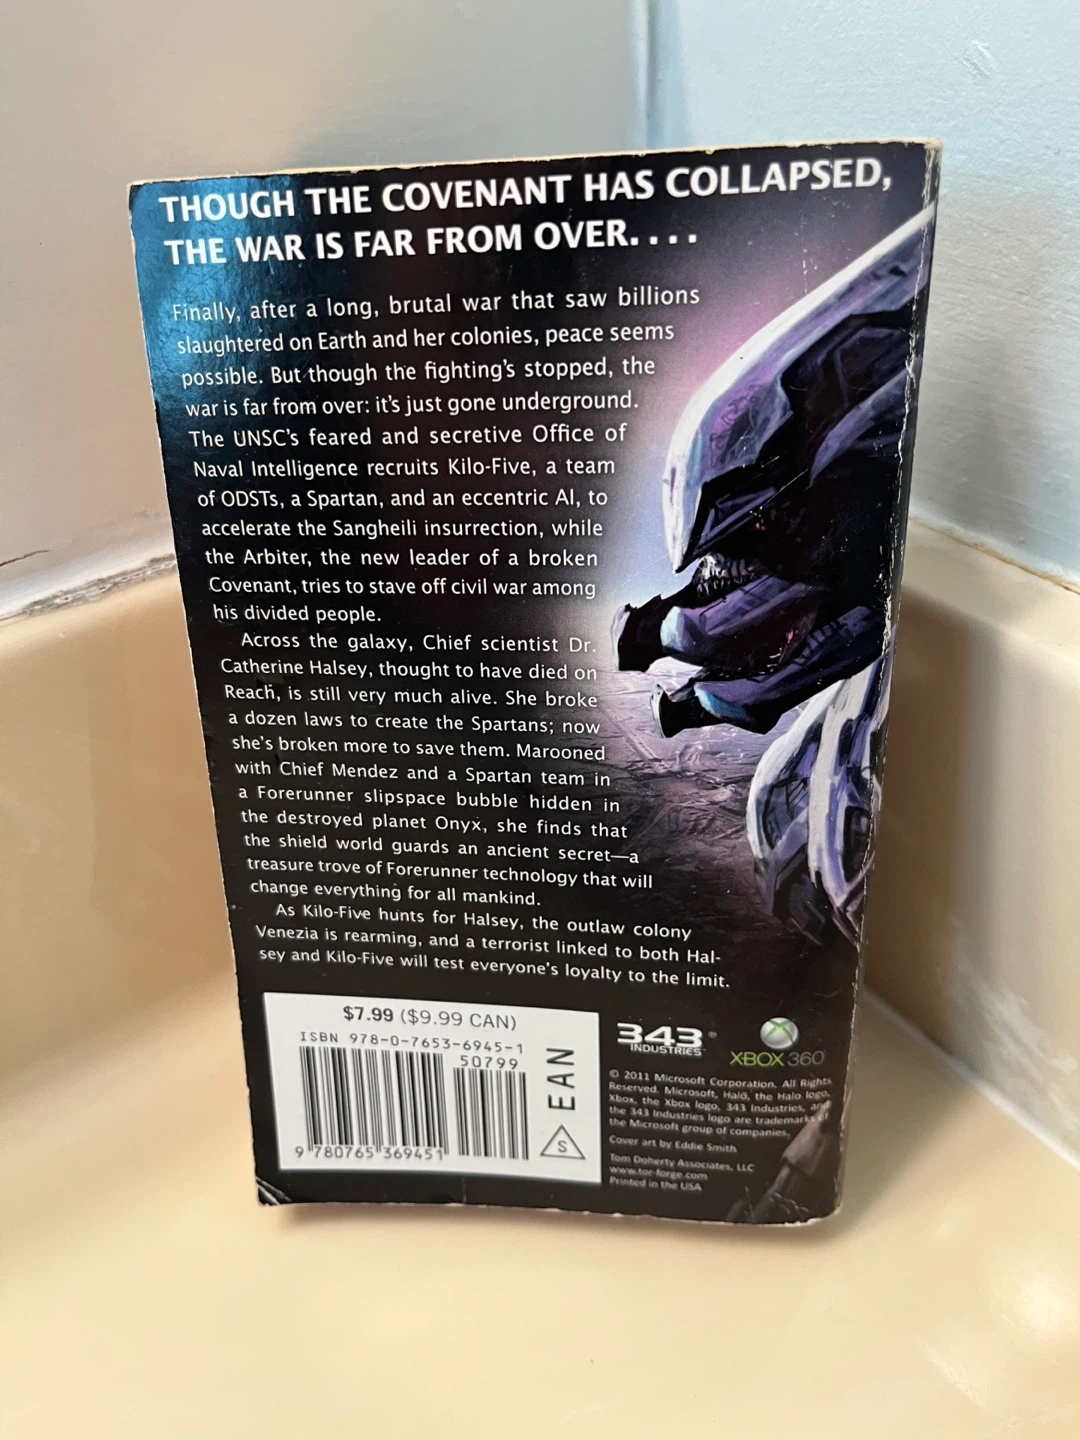 THOUGH THE COVENANT HAS COLLAPSED,
THE WAR IS FAR FROM OVER. . . .
Finally, after a long, brutal war that saw billions
slaughtered on Earth and her colonies, peace seems
possible. But though the fighting's stopped, the
war is far from over: it's just gone underground.
The UNSC's feared and secretive Office of
Naval Intelligence recruits Kilo-Five, a team
of ODSTs, a Spartan, and an eccentric AI, to
accelerate the Sangheili insurrection, while
the Arbiter, the new leader of a broken
Covenant, tries to stave off civil war among
his divided people.
Across the galaxy, Chief scientist Dr.
Catherine Halsey, thought to have died on
Reach, is still very much alive. She broke
a dozen laws to create the Spartans; now
she's broken more to save them. Marooned
with Chief Mendez and a Spartan team in
a Forerunner slipspace bubble hidden in
the destroyed planet Onyx, she finds that
the shield world guards an ancient secret—a
treasure trove of Forerunner technology that will
change everything for all mankind.
As Kilo-Five hunts for Halsey, the outlaw colony
Venezia is rearming, and a terrorist linked to both Hal-
sey and Kilo-Five will test everyone's loyalty to the limit.
$7.99 ($9.99 CAN)
ISBN 978-0-7653-6945-1
50799
9 780765 369451
EAN
S
343
INDUSTRIES
XBOX 360
© 2011 Microsoft Corporation. All Rights
Reserved. Microsoft, Halo, the Halo logo,
Xbox, the Xbox logo, 343 Industries, and
the 343 Industries logo are trademarks of
the Microsoft group of companies.
Cover art by Eddie Smith
Tom Doherty Associates, LLC
www.tor-forge.com
Printed in the USA